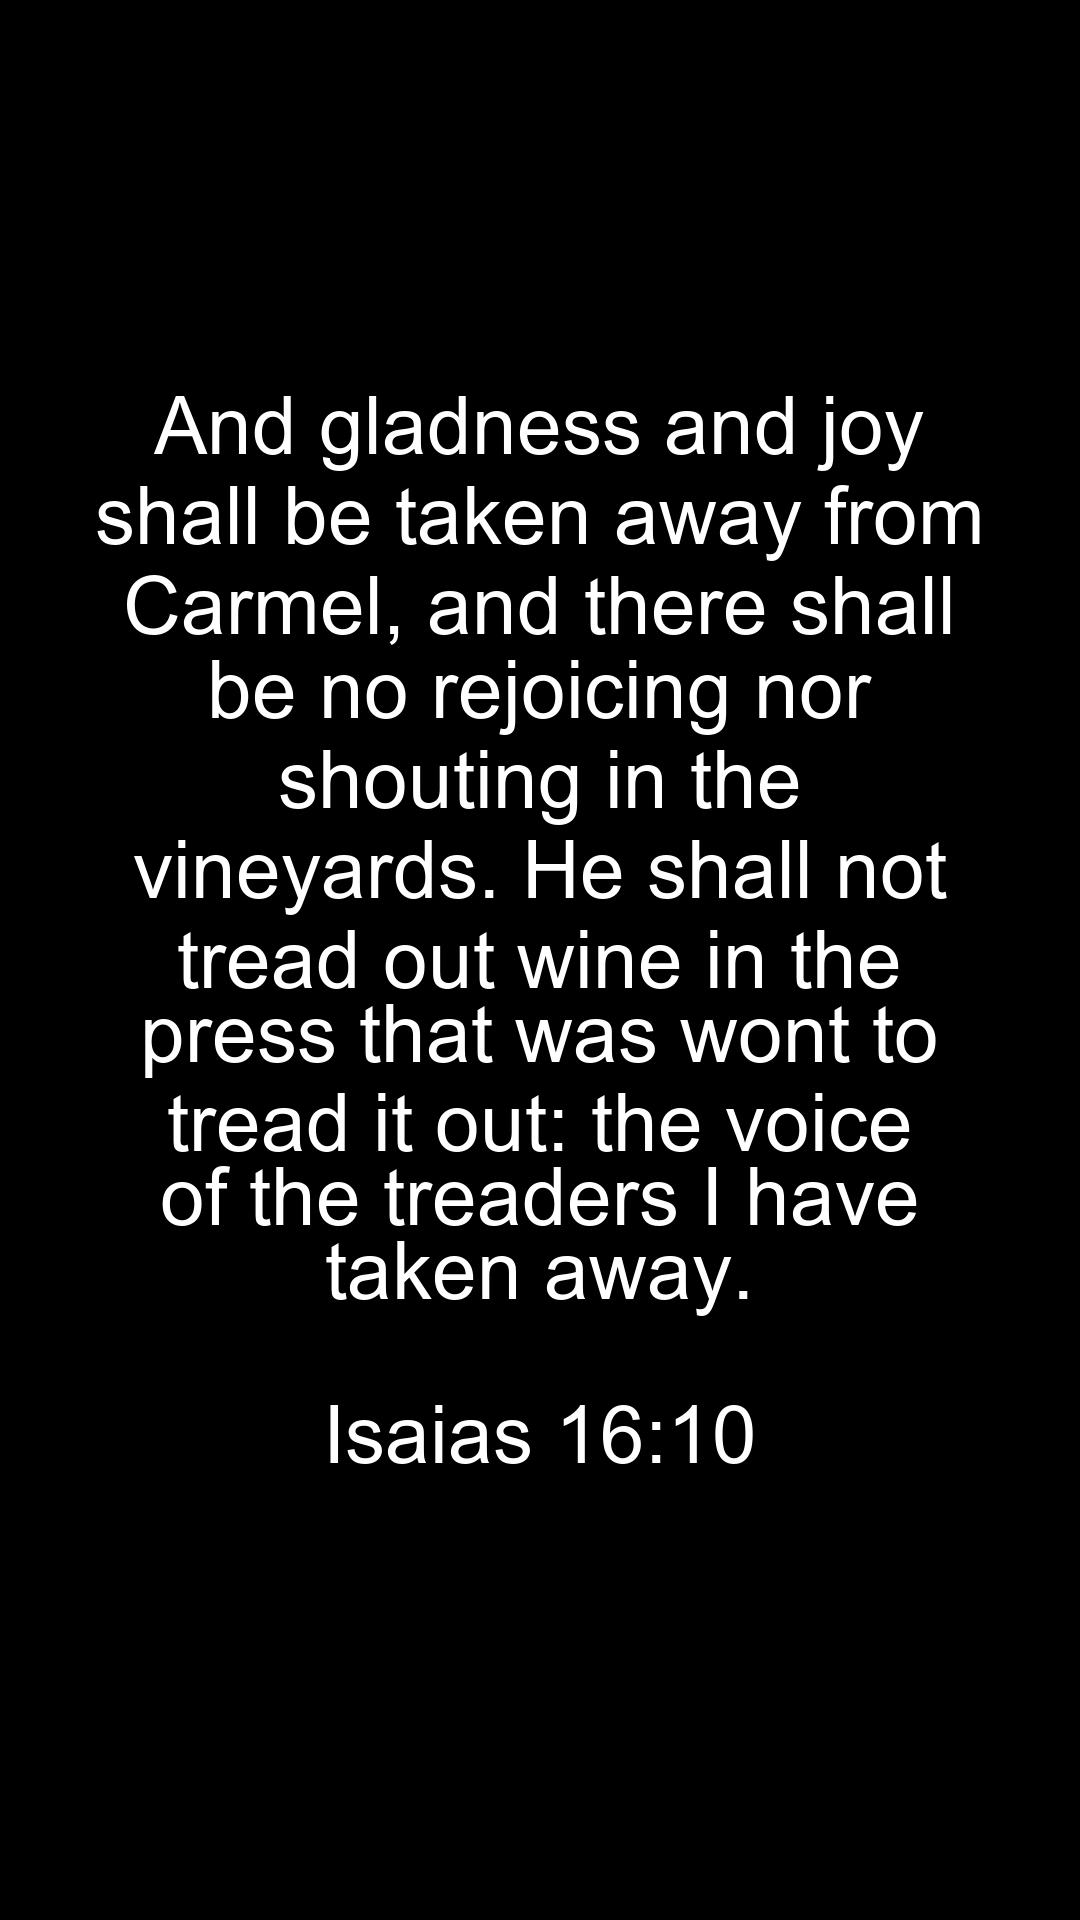 And gladness and joy
shall be taken away from
Carmel, and there shall
be no rejoicing nor
shouting in the
vineyards. He shall not
tread out wine in the
press that was wont to
tread it out: the voice
of the treaders I have
taken away.
Isaias 16:10